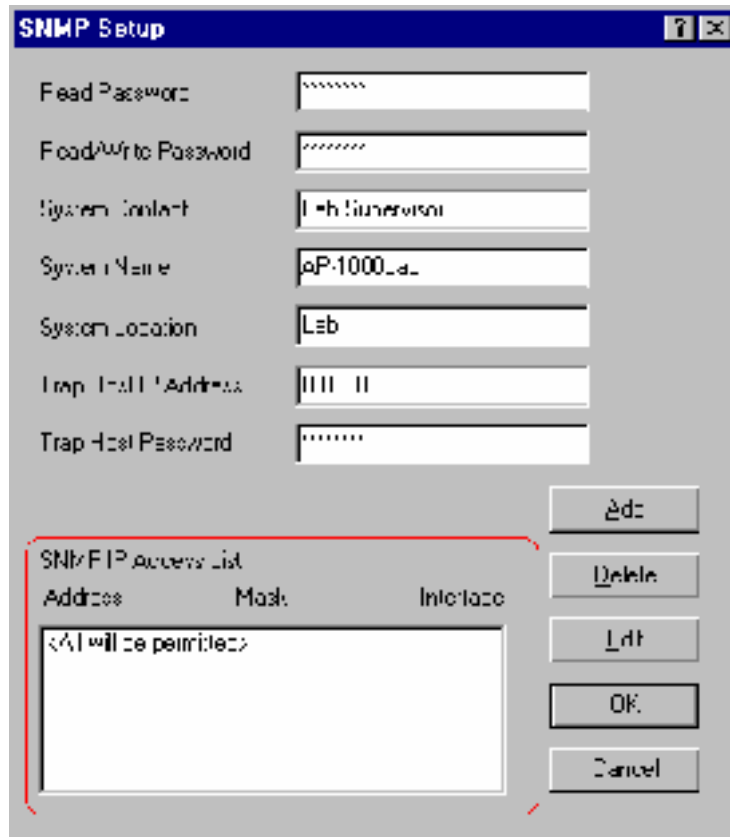 SNMP Setup
Read Password ********
Read/Write Password ********
System Contact Lab Supervisor
System Name AP-1000Lab
System Location Lab
Trap Host IP Address
Trap Host Password ********
Add
SNMP IP Access List
Delete
Address Mask Interface
<All will be permitted>
Edit
OK
Cancel